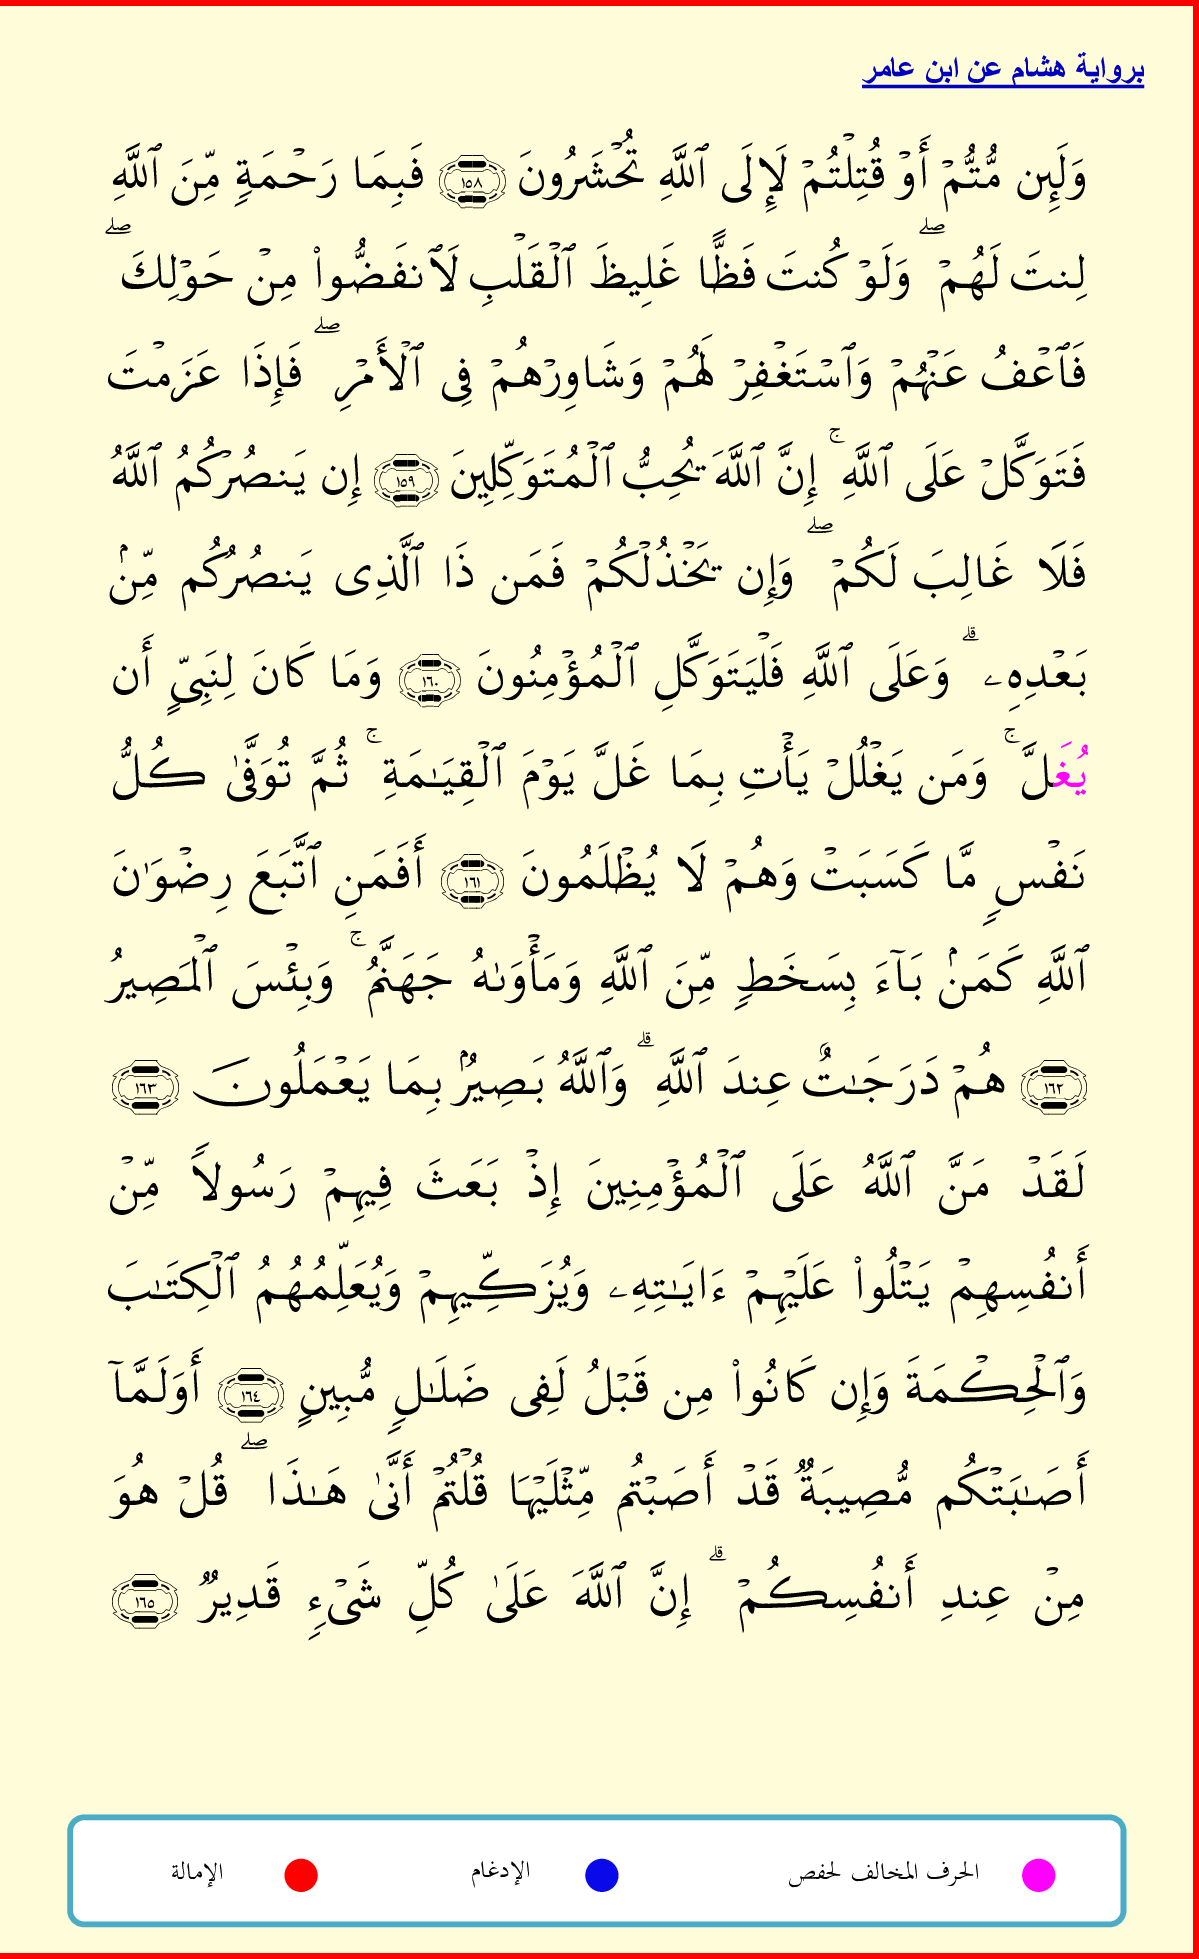 برواية هشام عن ابن عامر
وَلَئِن مُّتُّمۡ أَوۡ قُتِلۡتُمۡ لَإِلَى ٱللَّهِ تُحۡشَرُونَ ١٥٨ فَبِمَا رَحۡمَةٖ مِّنَ ٱللَّهِ
لِنتَ لَهُمۡۖ وَلَوۡ كُنتَ فَظًّا غَلِيظَ ٱلۡقَلۡبِ لَٱنفَضُّواْ مِنۡ حَوۡلِكَۖ
فَٱعۡفُ عَنۡهُمۡ وَٱسۡتَغۡفِرۡ لَهُمۡ وَشَاوِرۡهُمۡ فِي ٱلۡأَمۡرِۖ فَإِذَا عَزَمۡتَ
فَتَوَكَّلۡ عَلَى ٱللَّهِۚ إِنَّ ٱللَّهَ يُحِبُّ ٱلۡمُتَوَكِّلِينَ ١٥٩ إِن يَنصُرۡكُمُ ٱللَّهُ
فَلَا غَالِبَ لَكُمۡۖ وَإِن يَخۡذُلۡكُمۡ فَمَن ذَا ٱلَّذِي يَنصُرُكُم مِّنۢ
بَعۡدِهِۦۗ وَعَلَى ٱللَّهِ فَلۡيَتَوَكَّلِ ٱلۡمُؤۡمِنُونَ ١٦٠ وَمَا كَانَ لِنَبِيٍّ أَن
يُغَلَّۚ وَمَن يَغۡلُلۡ يَأۡتِ بِمَا غَلَّ يَوۡمَ ٱلۡقِيَٰمَةِۚ ثُمَّ تُوَفَّىٰ كُلُّ
نَفۡسٖ مَّا كَسَبَتۡ وَهُمۡ لَا يُظۡلَمُونَ ١٦١ أَفَمَنِ ٱتَّبَعَ رِضۡوَٰنَ
ٱللَّهِ كَمَنۢ بَآءَ بِسَخَطٖ مِّنَ ٱللَّهِ وَمَأۡوَىٰهُ جَهَنَّمُۚ وَبِئۡسَ ٱلۡمَصِيرُ
١٦٢ هُمۡ دَرَجَٰتٌ عِندَ ٱللَّهِۗ وَٱللَّهُ بَصِيرُۢ بِمَا يَعۡمَلُونَ ١٦٣
لَقَدۡ مَنَّ ٱللَّهُ عَلَى ٱلۡمُؤۡمِنِينَ إِذۡ بَعَثَ فِيهِمۡ رَسُولٗا مِّنۡ
أَنفُسِهِمۡ يَتۡلُواْ عَلَيۡهِمۡ ءَايَٰتِهِۦ وَيُزَكِّيهِمۡ وَيُعَلِّمُهُمُ ٱلۡكِتَٰبَ
وَٱلۡحِكۡمَةَ وَإِن كَانُواْ مِن قَبۡلُ لَفِي ضَلَٰلٖ مُّبِينٍ ١٦٤ أَوَلَمَّآ
أَصَٰبَتۡكُم مُّصِيبَةٞ قَدۡ أَصَبۡتُم مِّثۡلَيۡهَا قُلۡتُمۡ أَنَّىٰ هَٰذَاۖ قُلۡ هُوَ
مِنۡ عِندِ أَنفُسِكُمۡۗ إِنَّ ٱللَّهَ عَلَىٰ كُلِّ شَيۡءٖ قَدِيرٞ ١٦٥
الحرف المخالف لحفص الإدغام الإمالة